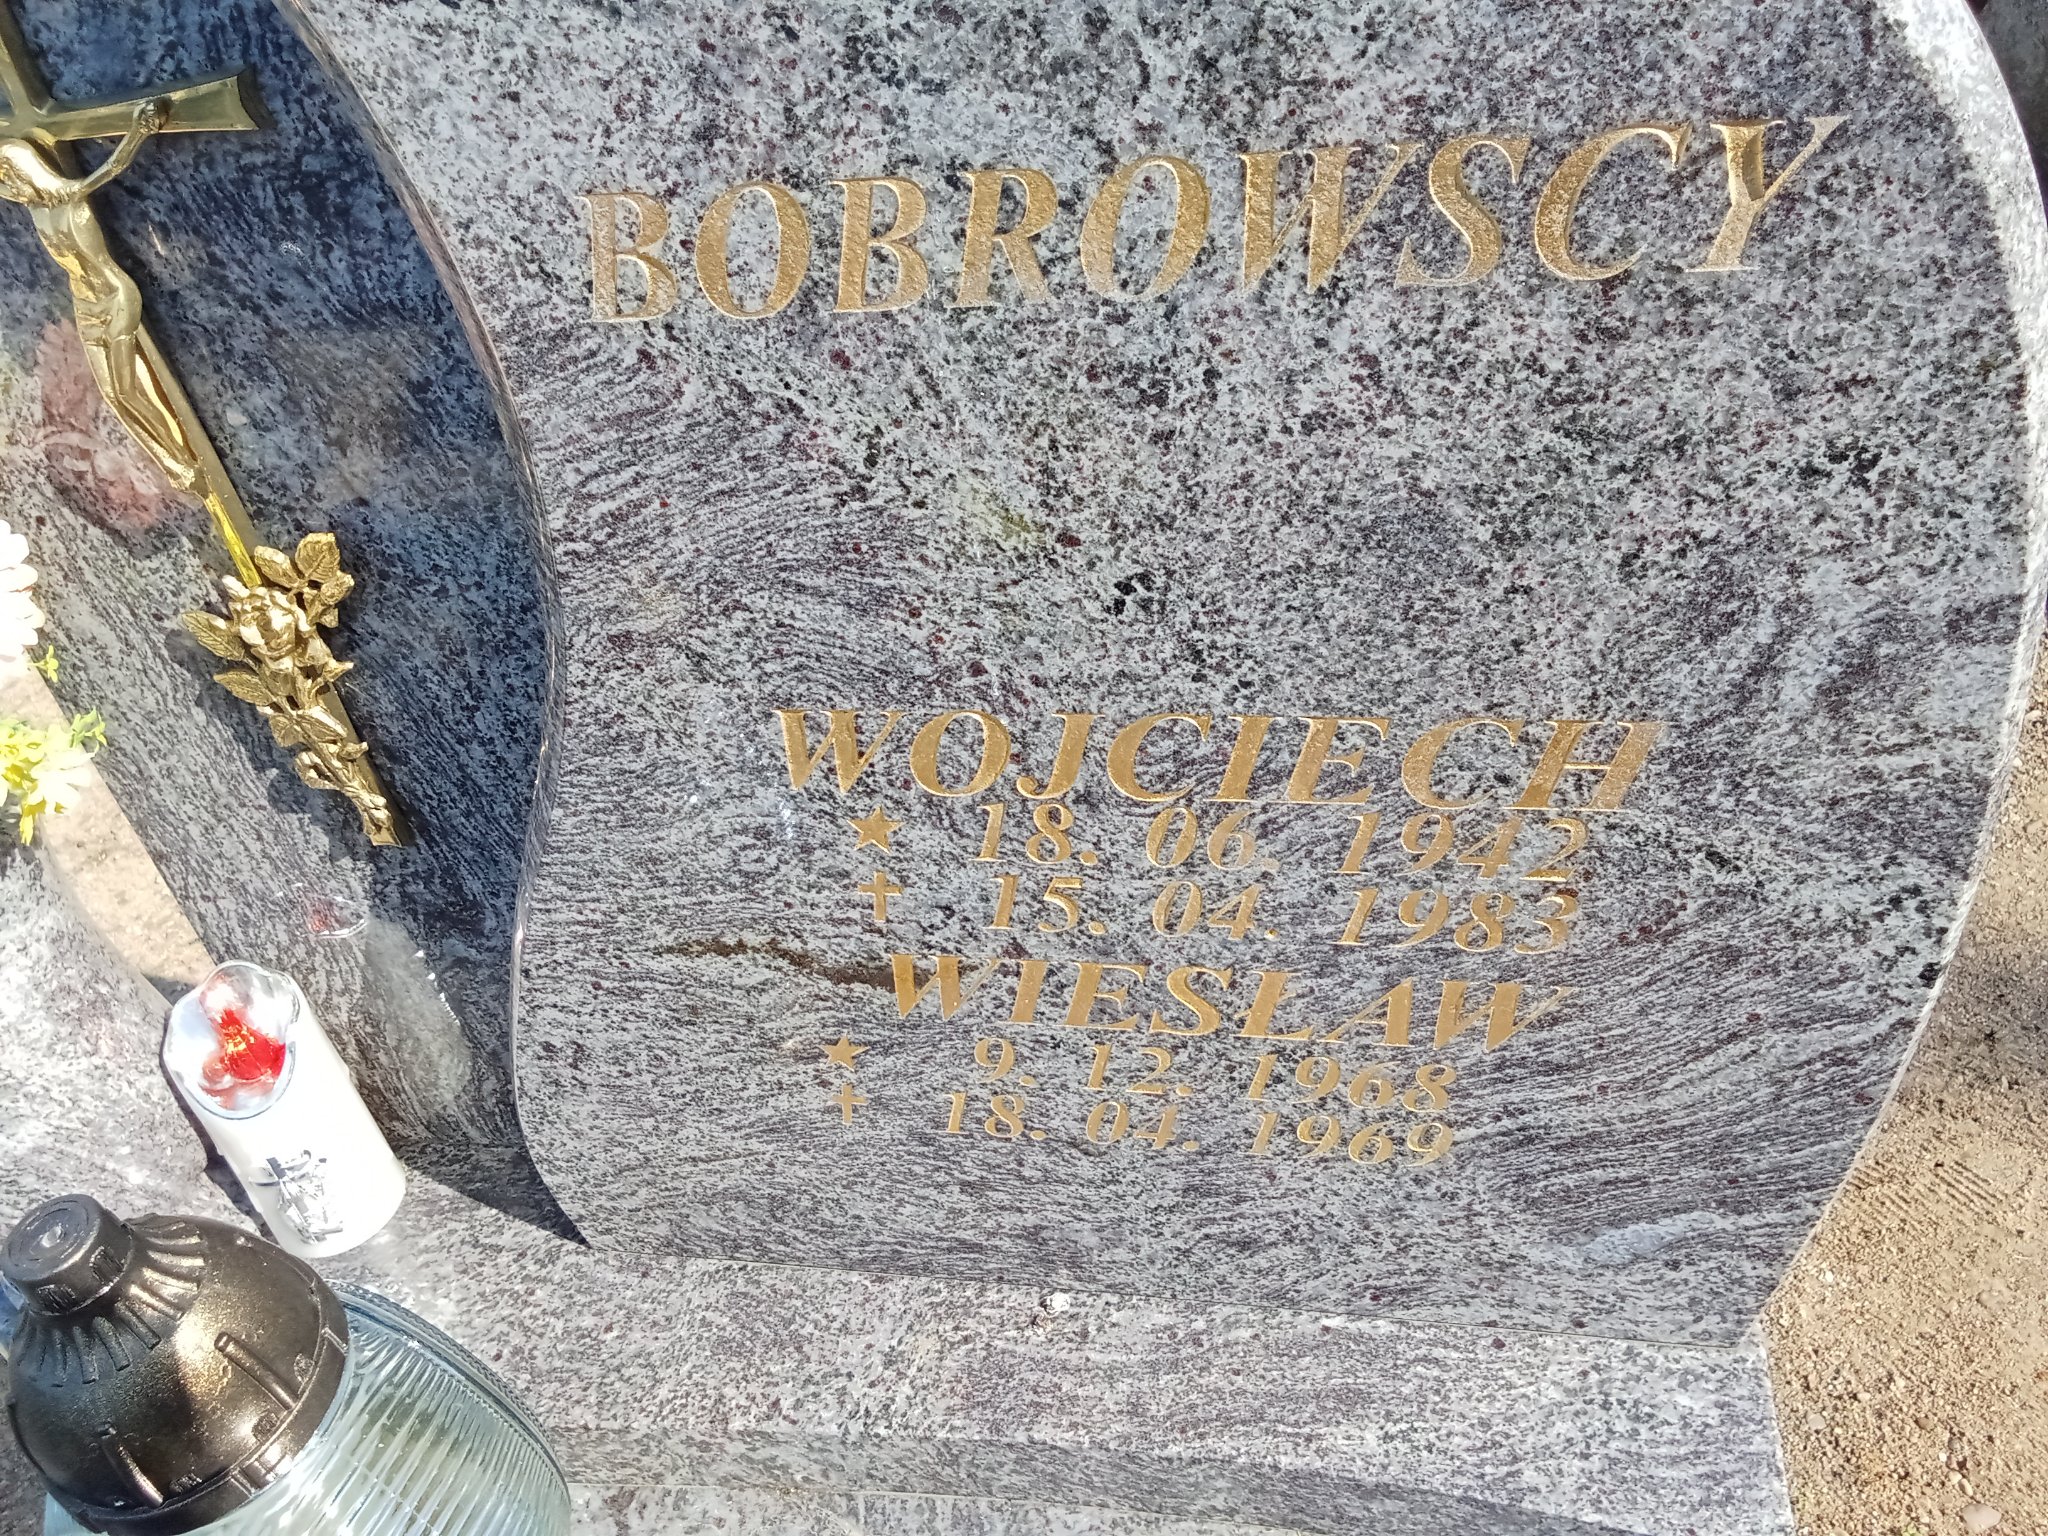 BOBROWSCY
WOJCIECH
★ 18. 06. 1942
✝ 15. 04. 1983
WIESŁAW
★ 9. 12. 1968
✝ 18. 04. 1969